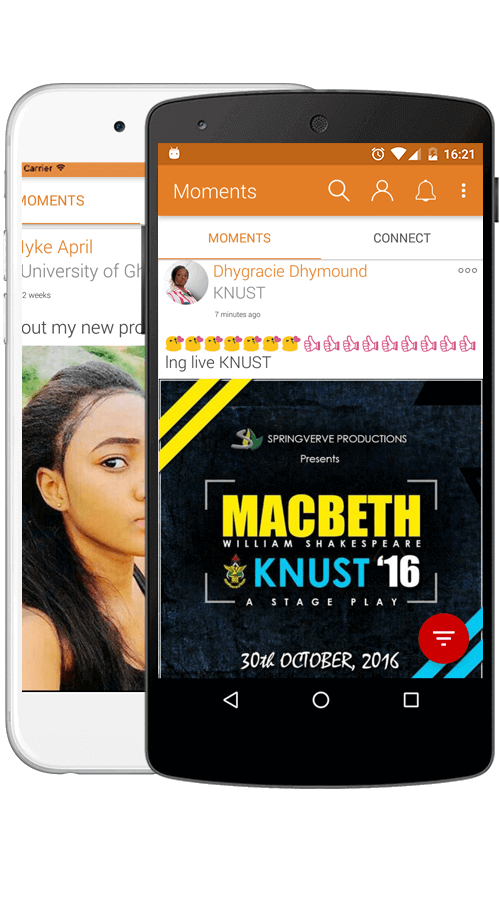 Carrier
MOMENTS
yke April
University of Gh
2 weeks
out my new pro
16:21
Moments
MOMENTS
CONNECT
Dhygracie Dhymound
KNUST
7 minutes ago
lng live KNUST
SPRINGVERVE PRODUCTIONS
Presents
MACBETH
WILLIAM SHAKESPEARE
KNUST '16
A STAGE PLAY
30th OCTOBER, 2016